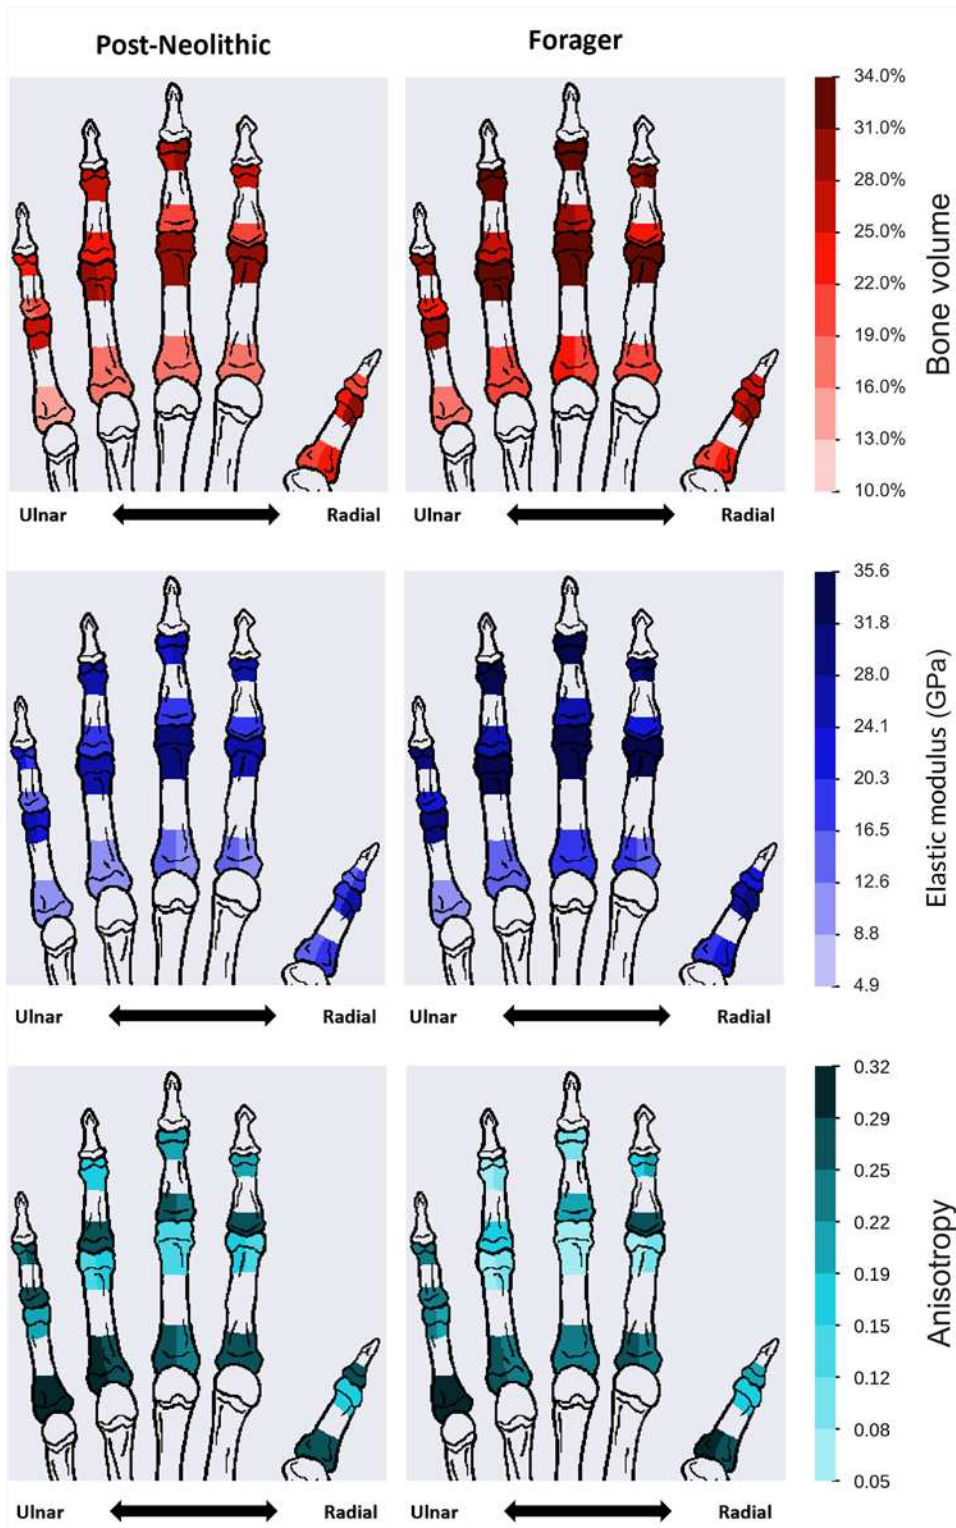 Post-Neolithic
Forager
34.0%
31.0%
28.0%
25.0%
22.0%
19.0%
16.0%
13.0%
10.0%
Bone volume
Ulnar
Radial
Ulnar
Radial
35.6
31.8
28.0
24.1
20.3
16.5
12.6
8.8
4.9
Elastic modulus (GPa)
Ulnar
Radial
Ulnar
Radial
0.32
0.29
0.25
0.22
0.19
0.15
0.12
0.08
0.05
Anisotropy
Ulnar
Radial
Ulnar
Radial